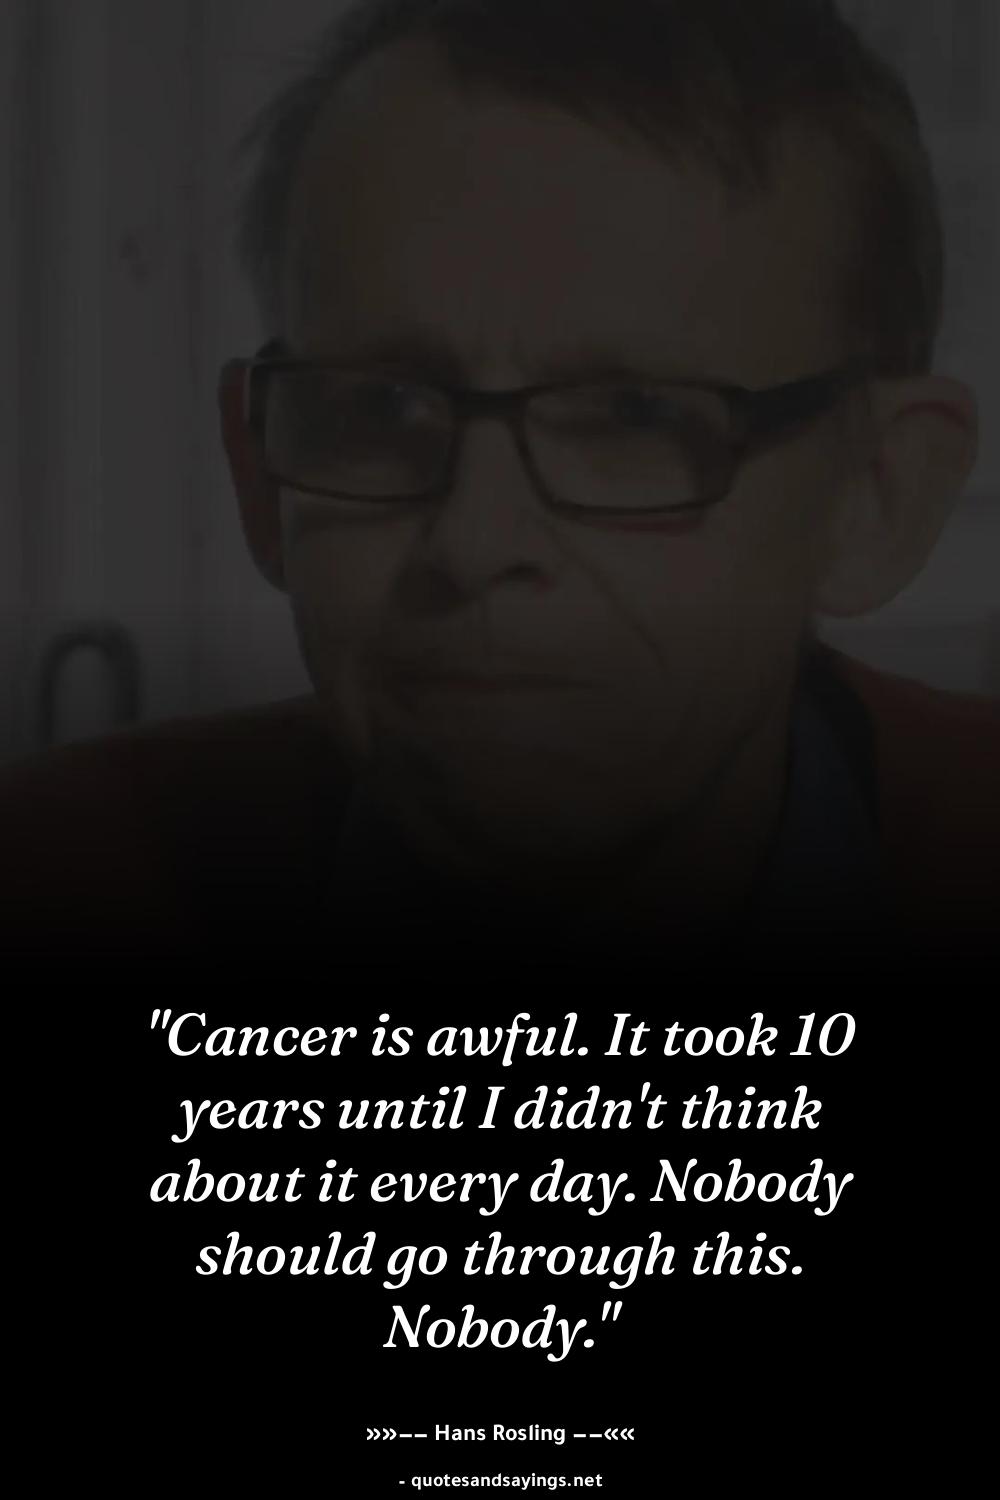 "Cancer is awful. It took 10
years until I didn't think
about it every day. Nobody
should go through this.
Nobody."
»»−− Hans Rosling −−««
- quotesandsayings.net